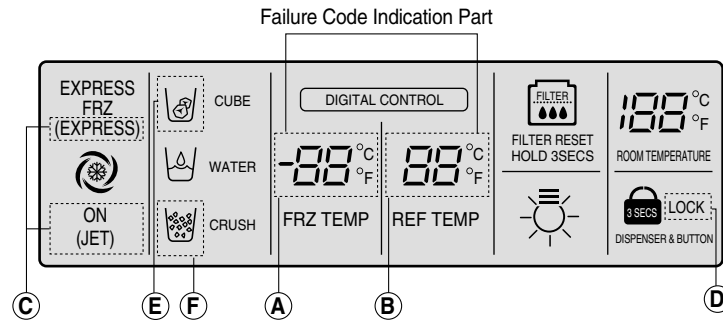 Failure Code Indication Part
EXPRESS
FRZ
(EXPRESS)
ON
(JET)
CUBE
WATER
CRUSH
DIGITAL CONTROL
-88 °C °F
FRZ TEMP
88 °C °F
REF TEMP
FILTER
FILTER RESET
HOLD 3SECS
188 °C °F
ROOM TEMPERATURE
3 SECS LOCK
DISPENSER & BUTTON
C E F A B D